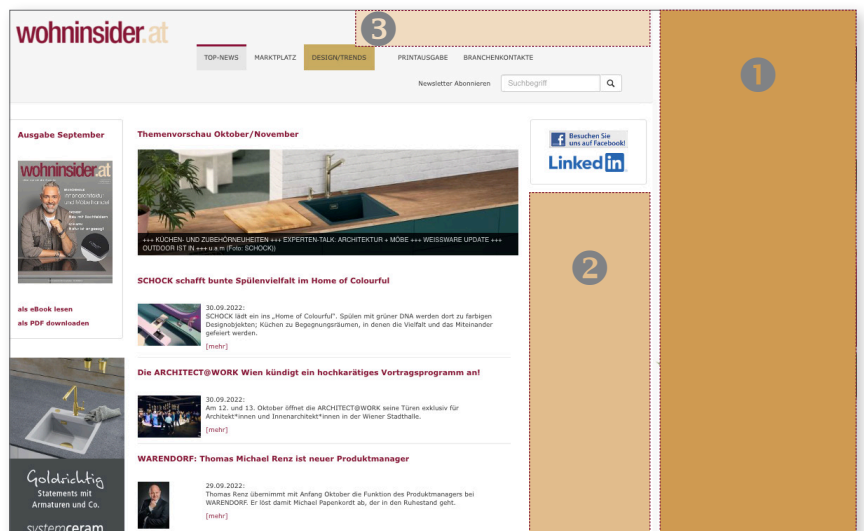 wohninsider.at
3
1
TOP-NEWS
MARKTPLATZ
DESIGN/TRENDS
PRINTAUSGABE
BRANCHENKONTAKTE
Newsletter Abonnieren
Suchbegriff
Ausgabe September
wohninsider.at
als eBook lesen
als PDF downloaden
Goldrichtig
Statements mit
Armaturen und Co.
systemceram
Themenvorschau Oktober/November
+++ KÜCHEN- UND ZUBEHÖRNEUHEITEN +++ EXPERTEN-TALK: ARCHITEKTUR + MÖBE +++ WEISSWARE UPDATE +++
OUTDOOR IST IN +++ u.a.m (Foto: SCHOCK))
SCHOCK schafft bunte Spülenvielfalt im Home of Colourful
30.09.2022:
SCHOCK lädt ein ins „Home of Colourful“. Spülen mit grüner DNA werden dort zu farbigen
Designobjekten; Küchen zu Begegnungsräumen, in denen die Vielfalt und das Miteinander
gefeiert werden.
[mehr]
Die ARCHITECT@WORK Wien kündigt ein hochkarätiges Vortragsprogramm an!
30.09.2022:
Am 12. und 13. Oktober öffnet die ARCHITECT@WORK seine Türen exklusiv für
Architekt*innen und Innenarchitekt*innen in der Wiener Stadthalle.
[mehr]
WARENDORF: Thomas Michael Renz ist neuer Produktmanager
29.09.2022:
Thomas Renz übernimmt mit Anfang Oktober die Funktion des Produktmanagers bei
WARENDORF. Er löst damit Michael Papenkordt ab, der in den Ruhestand geht.
[mehr]
Besuchen Sie
uns auf Facebook!
Linked in
2